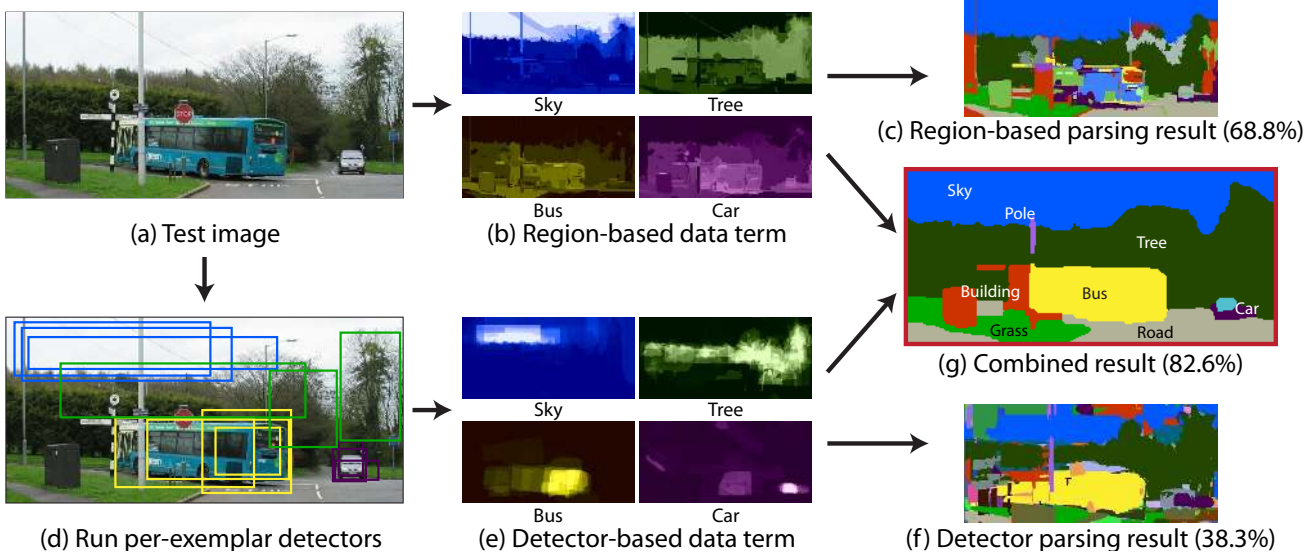 (a) Test image
Sky
Tree
Bus
Car
(b) Region-based data term
(c) Region-based parsing result (68.8%)
STOP
(d) Run per-exemplar detectors
Sky
Tree
Bus
Car
(e) Detector-based data term
Sky
Pole
Tree
Building
Bus
Car
Grass
Road
(g) Combined result (82.6%)
(f) Detector parsing result (38.3%)